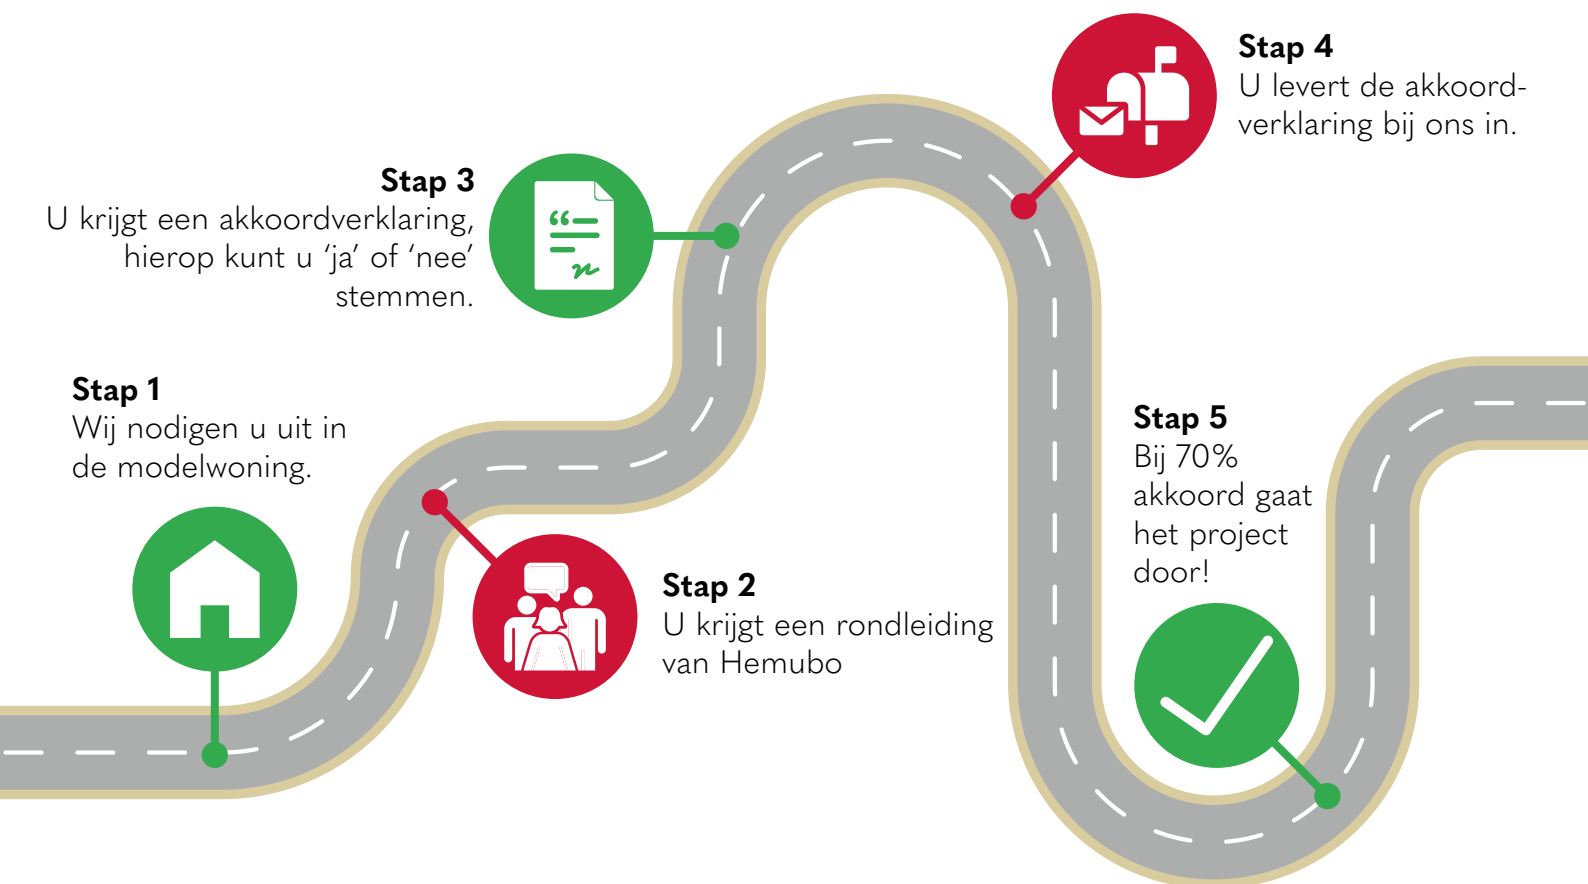 Stap 1
Wij nodigen u uit in
de modelwoning.
Stap 2
U krijgt een rondleiding
van Hemubo
Stap 3
U krijgt een akkoordverklaring,
hierop kunt u ‘ja’ of ‘nee’
stemmen.
Stap 4
U levert de akkoord-
verklaring bij ons in.
Stap 5
Bij 70%
akkoord gaat
het project
door!